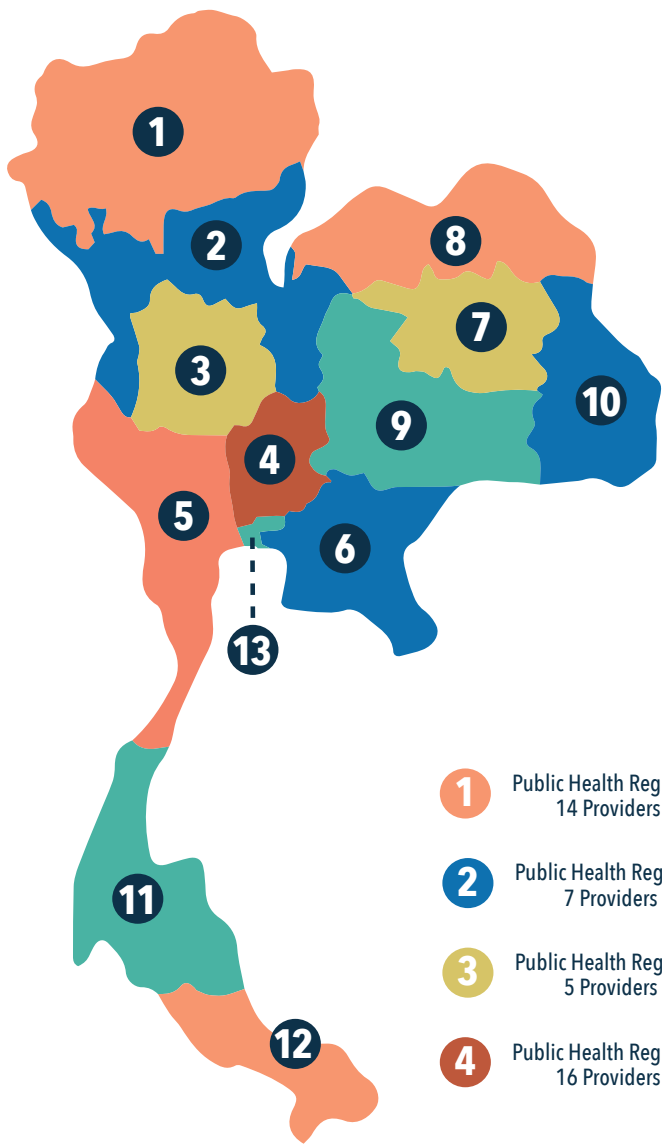 1
2
8
7
3
10
9
4
5
6
13
1
Public Health Reg
14 Providers
2
Public Health Reg
7 Providers
11
3
Public Health Reg
5 Providers
12
4
Public Health Reg
16 Providers